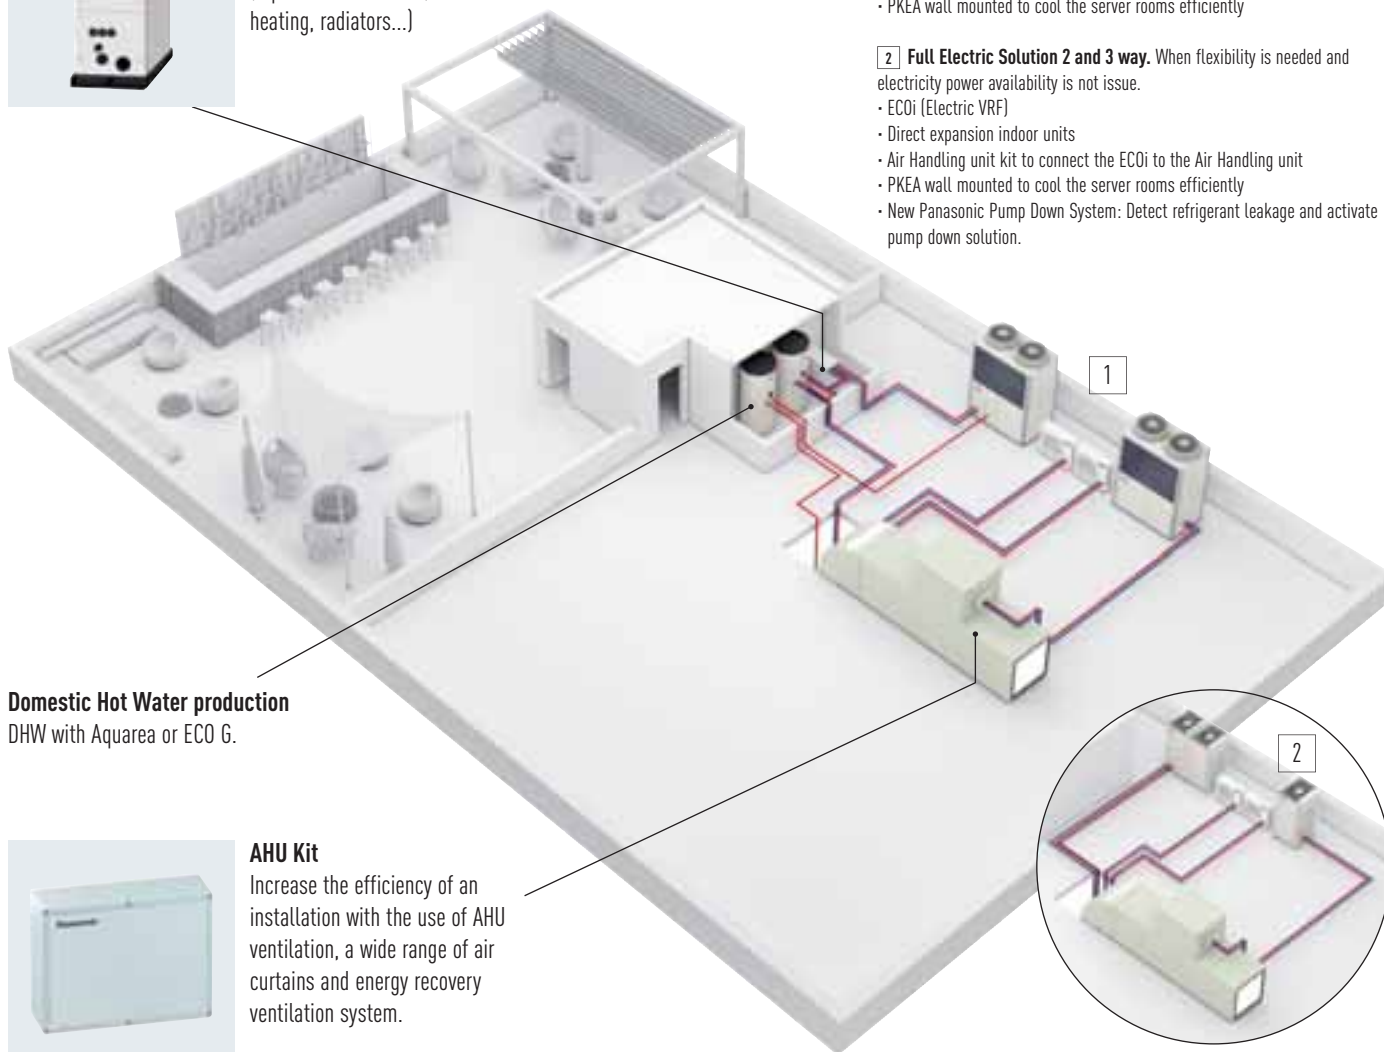 heating, radiators...)
• PKEA wall mounted to cool the server rooms efficiently
2 Full Electric Solution 2 and 3 way. When flexibility is needed and
electricity power availability is not issue.
• ECOi (Electric VRF)
• Direct expansion indoor units
• Air Handling unit kit to connect the ECOi to the Air Handling unit
• PKEA wall mounted to cool the server rooms efficiently
• New Panasonic Pump Down System: Detect refrigerant leakage and activate
pump down solution.
1
Domestic Hot Water production
DHW with Aquarea or ECO G.
2
AHU Kit
Increase the efficiency of an
installation with the use of AHU
ventilation, a wide range of air
curtains and energy recovery
ventilation system.